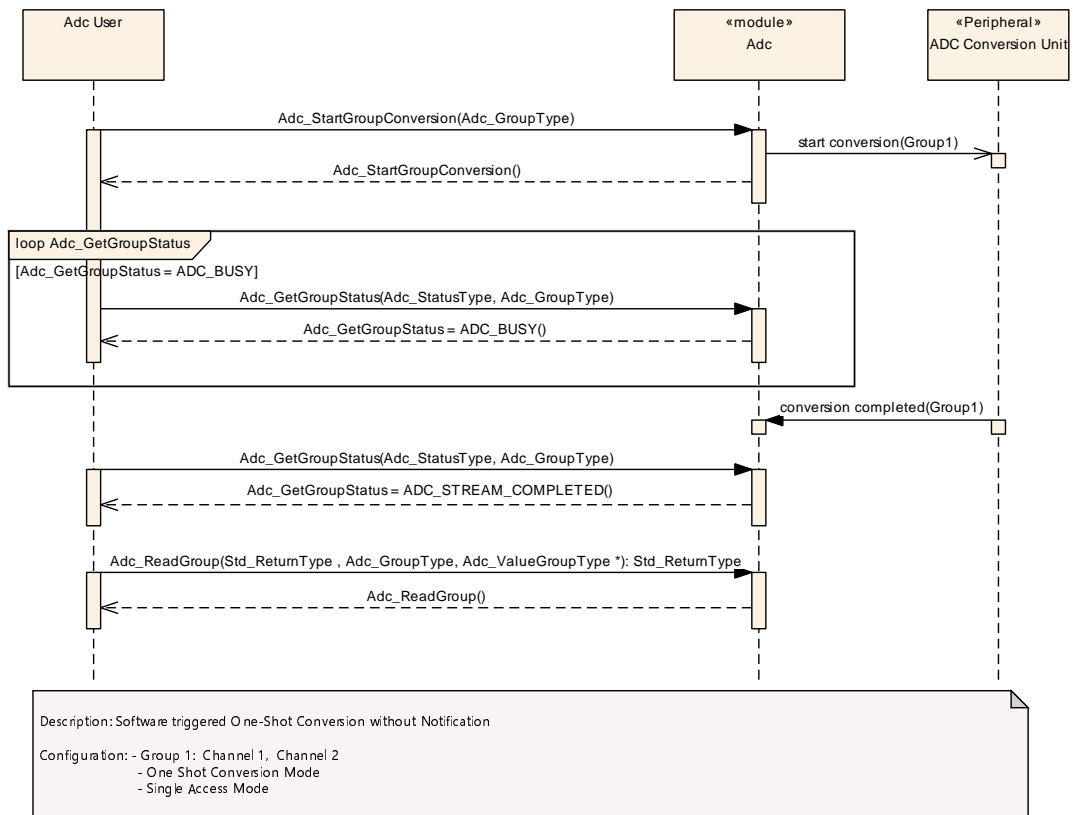 Adc User
«module»
Adc
«Peripheral»
ADC Conversion Unit
Adc_StartGroupConversion(Adc_GroupType)
start conversion(Group1)
Adc_StartGroupConversion()
loop Adc_GetGroupStatus
[Adc_GetGroupStatus = ADC_BUSY]
Adc_GetGroupStatus(Adc_StatusType, Adc_GroupType)
Adc_GetGroupStatus = ADC_BUSY()
conversion completed(Group1)
Adc_GetGroupStatus(Adc_StatusType, Adc_GroupType)
Adc_GetGroupStatus = ADC_STREAM_COMPLETED()
Adc_ReadGroup(Std_ReturnType , Adc_GroupType, Adc_ValueGroupType *): Std_ReturnType
Adc_ReadGroup()
Description: Software triggered One-Shot Conversion without Notification
Configuration: - Group 1: Channel 1, Channel 2
- One Shot Conversion Mode
- Single Access Mode